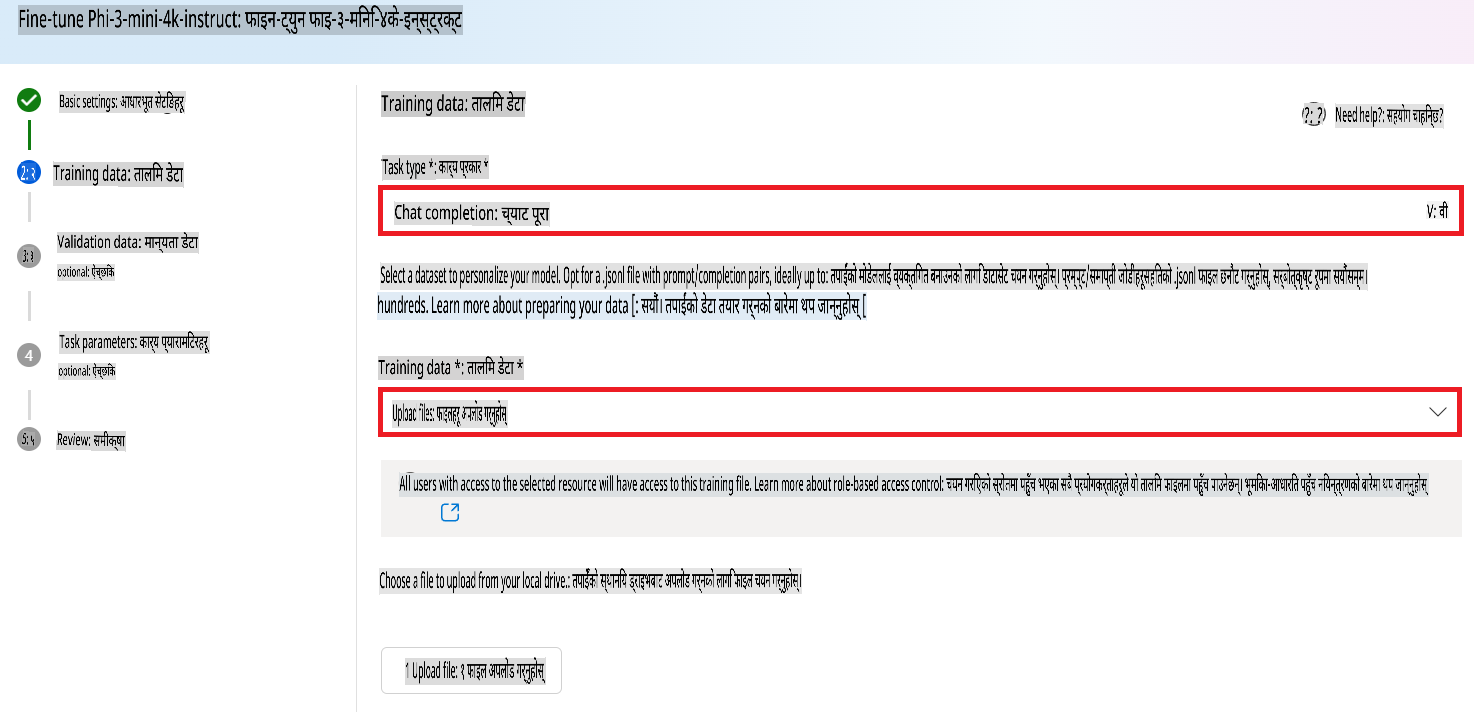 Fine-tune Phi-3-mini-4k-instruct: फाइन-ट्युन फाइ-३-मिनि-४के-इन्स्ट्रक्ट
Basic settings: आधारभूत सेटिङहरू
2: २
Training data: तालिम डेटा
3: ३
Validation data: मान्यता डेटा
optional: ऐच्छिक
4
Task parameters: कार्य प्यारामिटरहरू
optional: ऐच्छिक
5: ५
Review: समीक्षा
Training data: तालिम डेटा
?: ?
Need help?: सहयोग चाहिन्छ?
Task type *: कार्य प्रकार *
Chat completion: च्याट पूरा
V: वी
Select a dataset to personalize your model. Opt for a .jsonl file with prompt/completion pairs, ideally up to: तपाईंको मोडेललाई व्यक्तिगत बनाउनको लागि डाटासेट चयन गर्नुहोस्। प्रम्प्ट/समाप्ती जोडीहरूसहितको .jsonl फाइल छनौट गर्नुहोस्, सर्वोत्कृष्ट रूपमा सयौंसम्म।
hundreds. Learn more about preparing your data [: सयौं। तपाईंको डेटा तयार गर्नको बारेमा थप जान्नुहोस् [
Training data *: तालिम डेटा *
Upload files: फाइलहरू अपलोड गर्नुहोस्
All users with access to the selected resource will have access to this training file. Learn more about role-based access control: चयन गरिएको स्रोतमा पहुँच भएका सबै प्रयोगकर्ताहरूले यो तालिम फाइलमा पहुँच पाउनेछन्। भूमिका-आधारित पहुँच नियन्त्रणको बारेमा थप जान्नुहोस्
Choose a file to upload from your local drive.: तपाईंको स्थानीय ड्राइभबाट अपलोड गर्नको लागि फाइल चयन गर्नुहोस्।
1 Upload file: १ फाइल अपलोड गर्नुहोस्